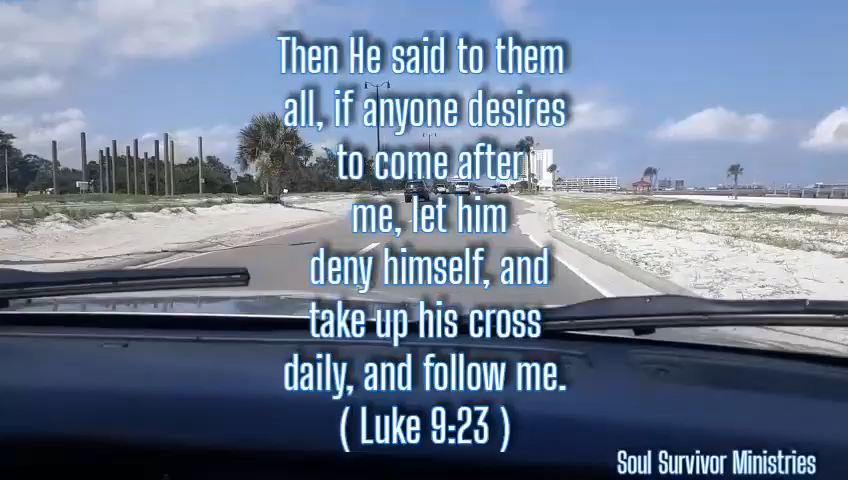 Then He said to them
all, if anyone desires
to come after
me, let him
deny himself, and
take up his cross
daily, and follow me.
( Luke 9:23 )
Soul Survivor Ministries